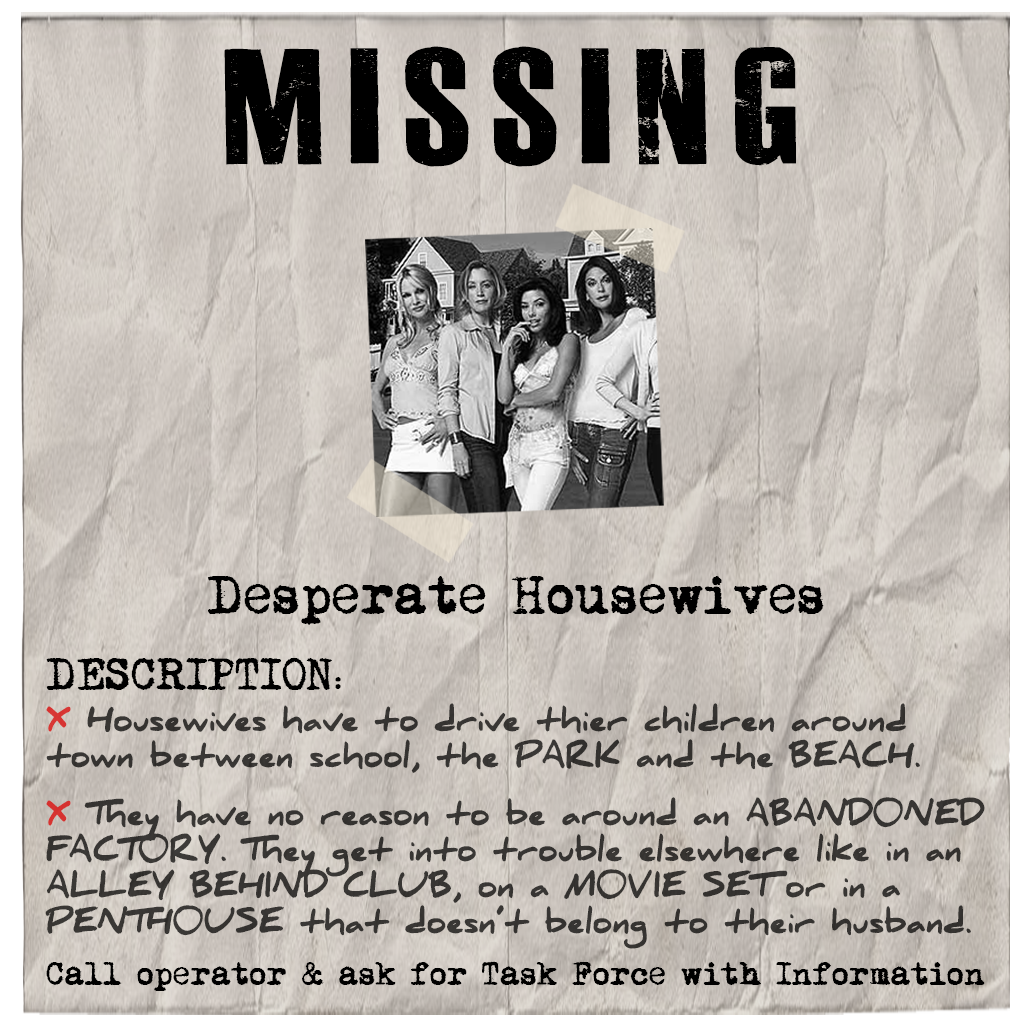 MISSING
Desperate Housewives
DESCRIPTION:
✗ Housewives have to drive thier children around
town between school, the PARK and the BEACH.
✗ They have no reason to be around an ABANDONED
FACTORY. They get into trouble elsewhere like in an
ALLEY BEHIND CLUB, on a MOVIE SET or in a
PENTHOUSE that doesn't belong to their husband.
Call operator & ask for Task Force with Information